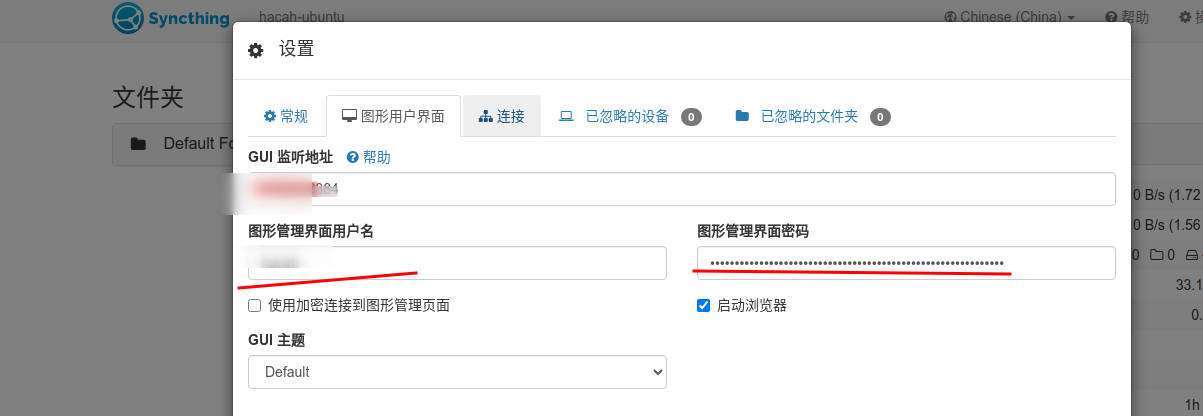 Syncthing hacah-ubuntu Chinese (China) 帮助
设置
文件夹
常规 图形用户界面 连接 已忽略的设备 0 已忽略的文件夹 0
Default Fo
GUI 监听地址 帮助
384
0 B/s (1.72
图形管理界面用户名 图形管理界面密码
0 B/s (1.56
0 0
使用加密连接到图形管理页面 启动浏览器
33.1
0.
GUI 主题
Default
1h